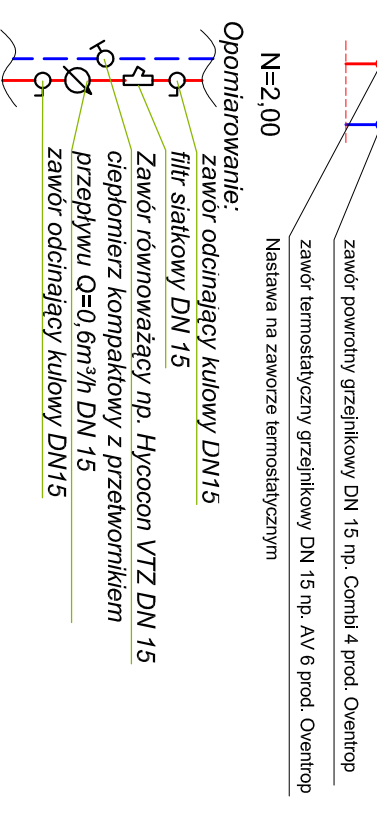 zawór powrotny grzejnikowy DN 15 np. Combi 4 prod. Oventrop
zawór termostatyczny grzejnikowy DN 15 np. AV 6 prod. Oventrop
N=2,00
Nastawa na zaworze termostatycznym
Opomiarowanie:
zawór odcinający kulowy DN15
filtr siatkowy DN 15
Zawór równoważący np. Hycocon VTZ DN 15
ciepłomierz kompaktowy z przetwornikiem
przepływu Q=0,6m³/h DN 15
zawór odcinający kulowy DN15